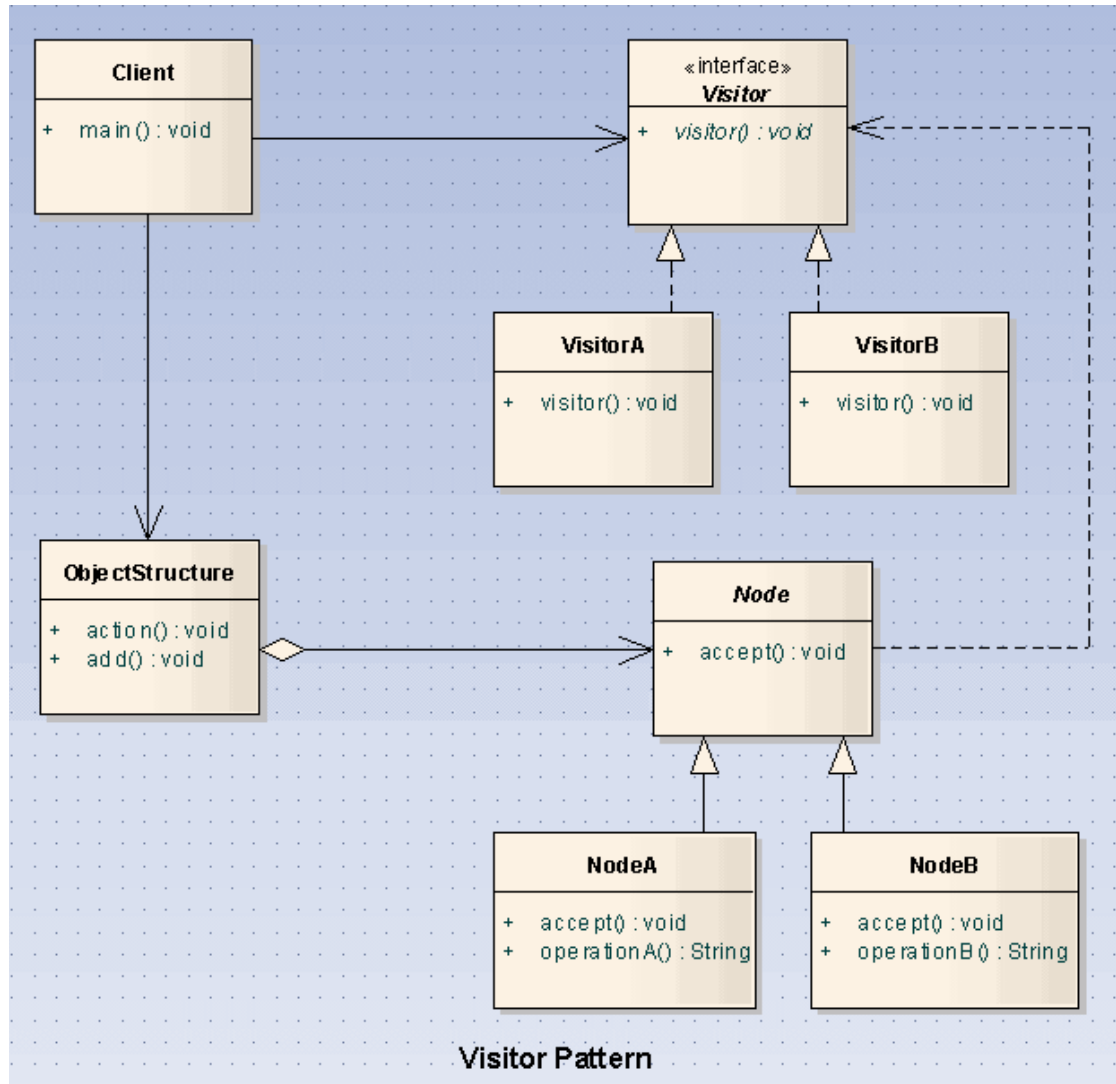 Client
+ main() : void
«interface»
Visitor
+ visitor() : void
VisitorA
+ visitor() : void
VisitorB
+ visitor() : void
ObjectStructure
+ action() : void
+ add() : void
Node
+ accept() : void
NodeA
+ accept() : void
+ operationA() : String
NodeB
+ accept() : void
+ operationB() : String
Visitor Pattern